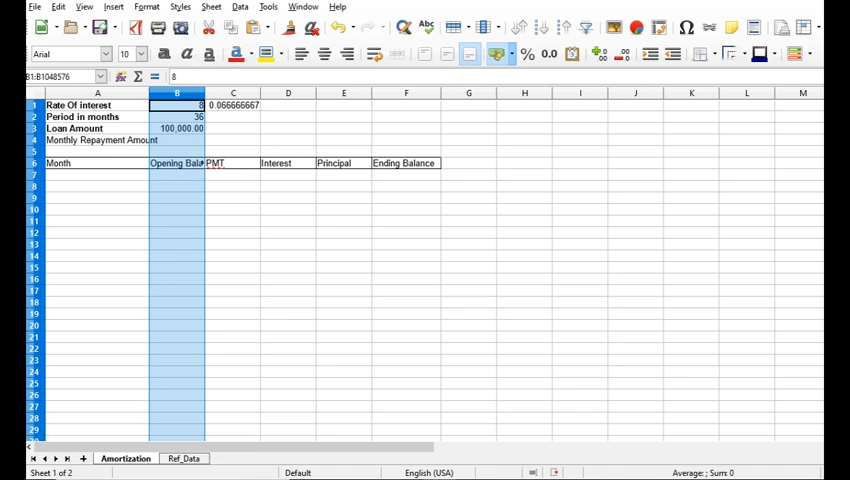 File Edit View Insert Format Styles Sheet Data Tools Window Help
Arial 10 % 0.0
B1:B1048576 Σ = 8
A B C D E F G H I J K L M
1 Rate Of interest 8 0.066666667
2 Period in months 36
3 Loan Amount 100,000.00
4 Monthly Repayment Amount
5
6 Month Opening Bala PMT Interest Principal Ending Balance
7
8
9
10
11
12
13
14
15
16
17
18
19
20
21
22
23
24
25
26
27
28
29
Amortization Ref_Data
Sheet 1 of 2 Default English (USA) Average: ; Sum: 0